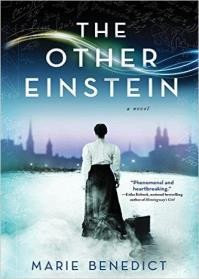 THE
OTHER
EINSTEIN
a novel
"Phenomenal and
heartbreaking."
—Erika Robuck, national bestselling
author of Hemingway's Girl
MARIE BENEDICT